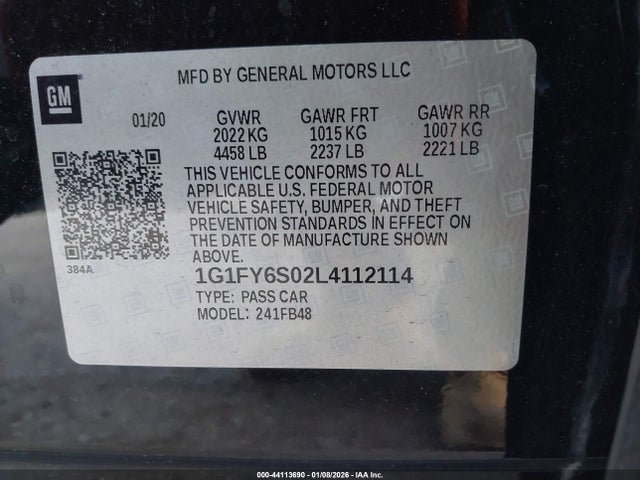 GM
MFD BY GENERAL MOTORS LLC
01/20 GVWR GAWR FRT GAWR RR
2022 KG 1015 KG 1007 KG
4458 LB 2237 LB 2221 LB
THIS VEHICLE CONFORMS TO ALL
APPLICABLE U.S. FEDERAL MOTOR
VEHICLE SAFETY, BUMPER, AND THEFT
PREVENTION STANDARDS IN EFFECT ON
THE DATE OF MANUFACTURE SHOWN
ABOVE.
384A
1G1FY6S02L4112114
TYPE: PASS CAR
MODEL: 241FB48
000-44113690 - 01/08/2026 - IAA Inc.